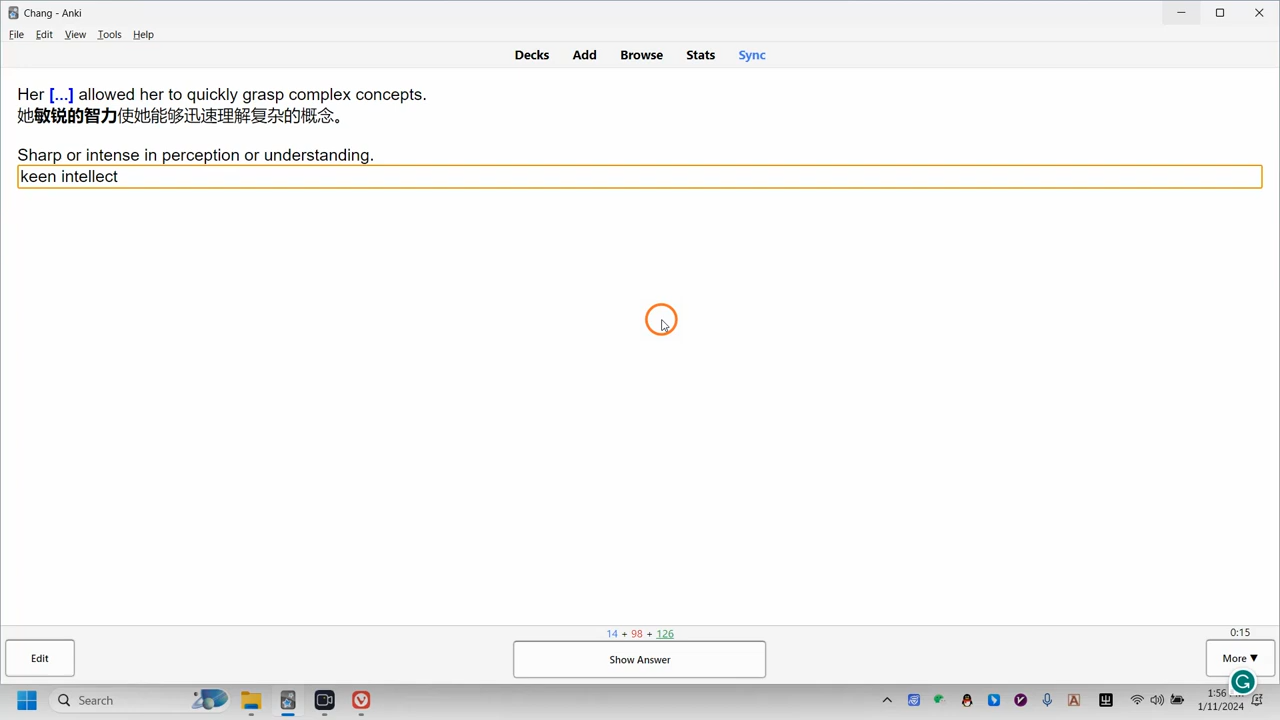 Chang - Anki
File Edit View Tools Help
Decks Add Browse Stats Sync
Her [...] allowed her to quickly grasp complex concepts.
她敏锐的智力使她能够迅速理解复杂的概念。
Sharp or intense in perception or understanding.
keen intellect
14 + 98 + 126
0:15
Edit
Show Answer
More ▼
Search
1:56
1/11/2024